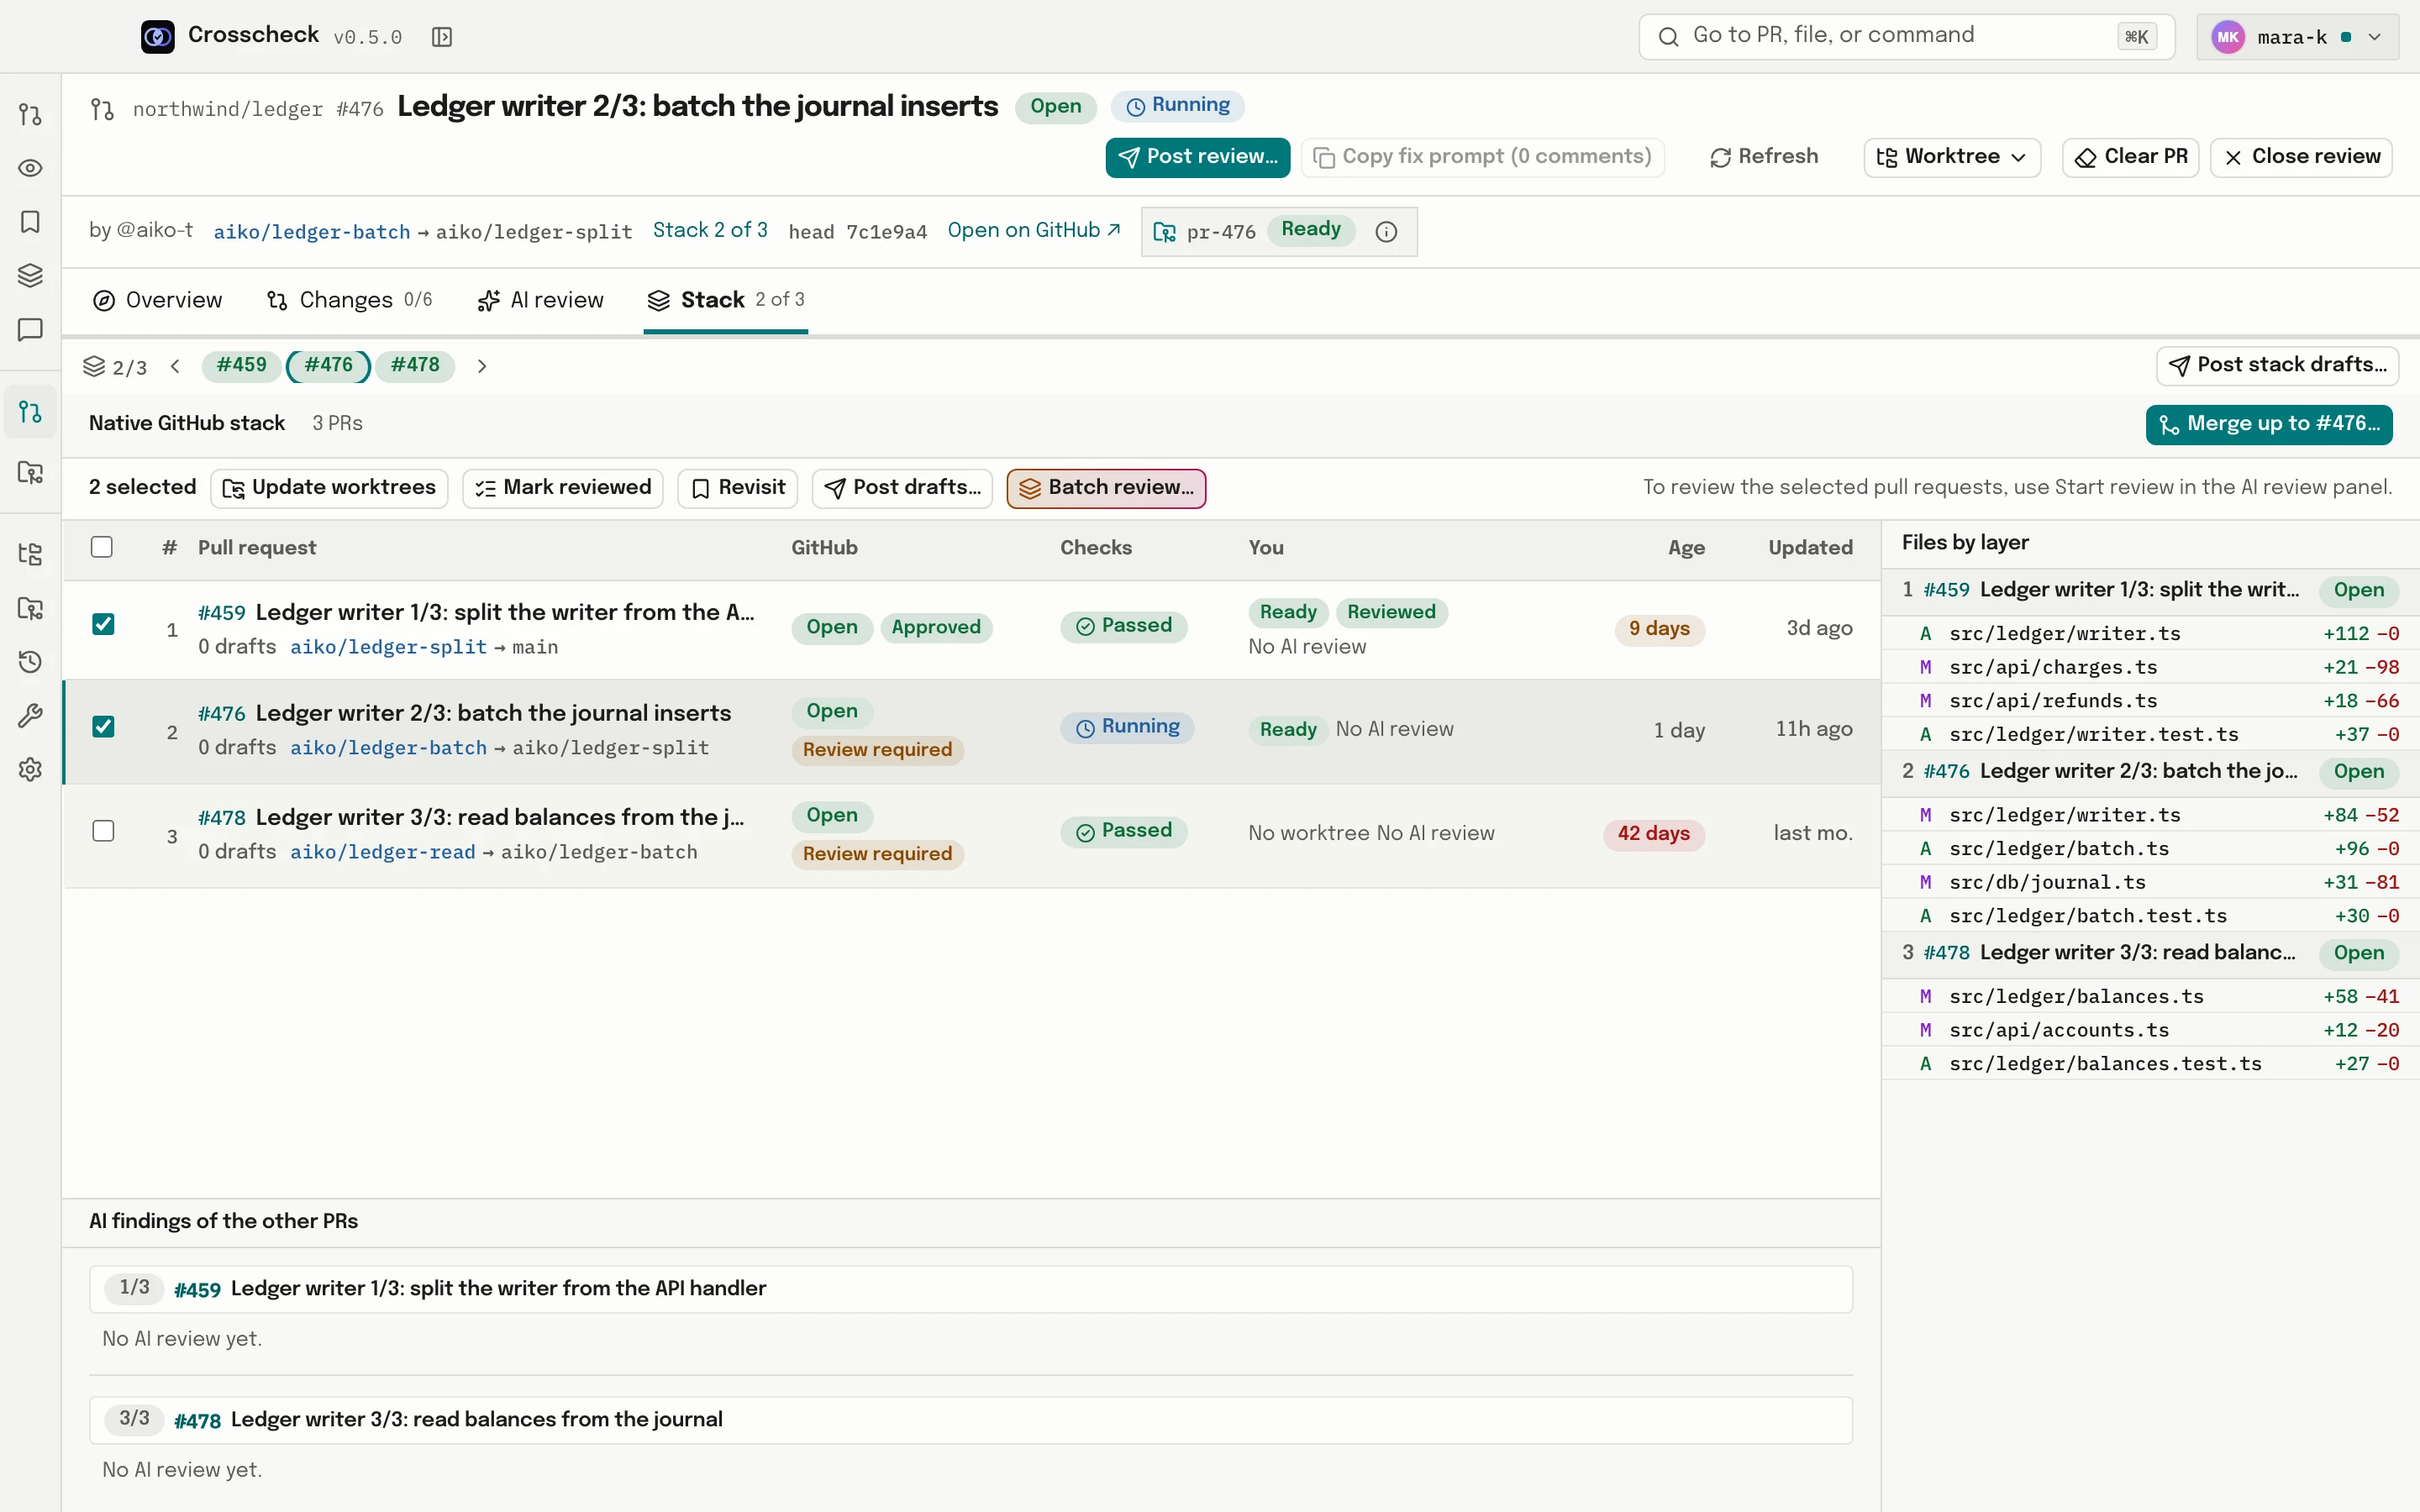 Crosscheck v0.5.0
Go to PR, file, or command ⌘K
MK mara-k
northwind/ledger #476 Ledger writer 2/3: batch the journal inserts Open Running
Post review… Copy fix prompt (0 comments) Refresh Worktree Clear PR Close review
by @aiko-t aiko/ledger-batch → aiko/ledger-split Stack 2 of 3 head 7c1e9a4 Open on GitHub ↗ pr-476 Ready
Overview Changes 0/6 AI review Stack 2 of 3
2/3 #459 #476 #478 Post stack drafts…
Native GitHub stack 3 PRs Merge up to #476…
2 selected Update worktrees Mark reviewed Revisit Post drafts… Batch review… To review the selected pull requests, use Start review in the AI review panel.
# Pull request GitHub Checks You Age Updated
1 #459 Ledger writer 1/3: split the writer from the A… Open Approved Passed Ready Reviewed 9 days 3d ago
0 drafts aiko/ledger-split → main No AI review
2 #476 Ledger writer 2/3: batch the journal inserts Open Running Ready No AI review 1 day 11h ago
0 drafts aiko/ledger-batch → aiko/ledger-split Review required
3 #478 Ledger writer 3/3: read balances from the j… Open Passed No worktree No AI review 42 days last mo.
0 drafts aiko/ledger-read → aiko/ledger-batch Review required
Files by layer
1 #459 Ledger writer 1/3: split the writ… Open
A src/ledger/writer.ts +112 −0
M src/api/charges.ts +21 −98
M src/api/refunds.ts +18 −66
A src/ledger/writer.test.ts +37 −0
2 #476 Ledger writer 2/3: batch the jo… Open
M src/ledger/writer.ts +84 −52
A src/ledger/batch.ts +96 −0
M src/db/journal.ts +31 −81
A src/ledger/batch.test.ts +30 −0
3 #478 Ledger writer 3/3: read balanc… Open
M src/ledger/balances.ts +58 −41
M src/api/accounts.ts +12 −20
A src/ledger/balances.test.ts +27 −0
AI findings of the other PRs
1/3 #459 Ledger writer 1/3: split the writer from the API handler
No AI review yet.
3/3 #478 Ledger writer 3/3: read balances from the journal
No AI review yet.